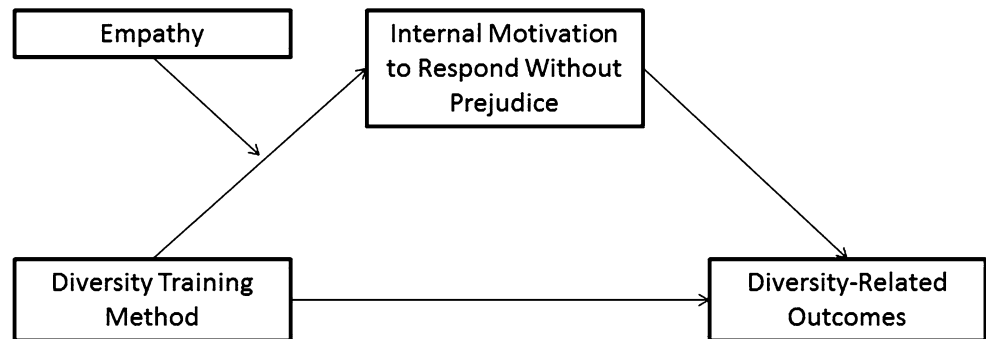 Empathy
Internal Motivation
to Respond Without
Prejudice
Diversity Training
Method
Diversity-Related
Outcomes